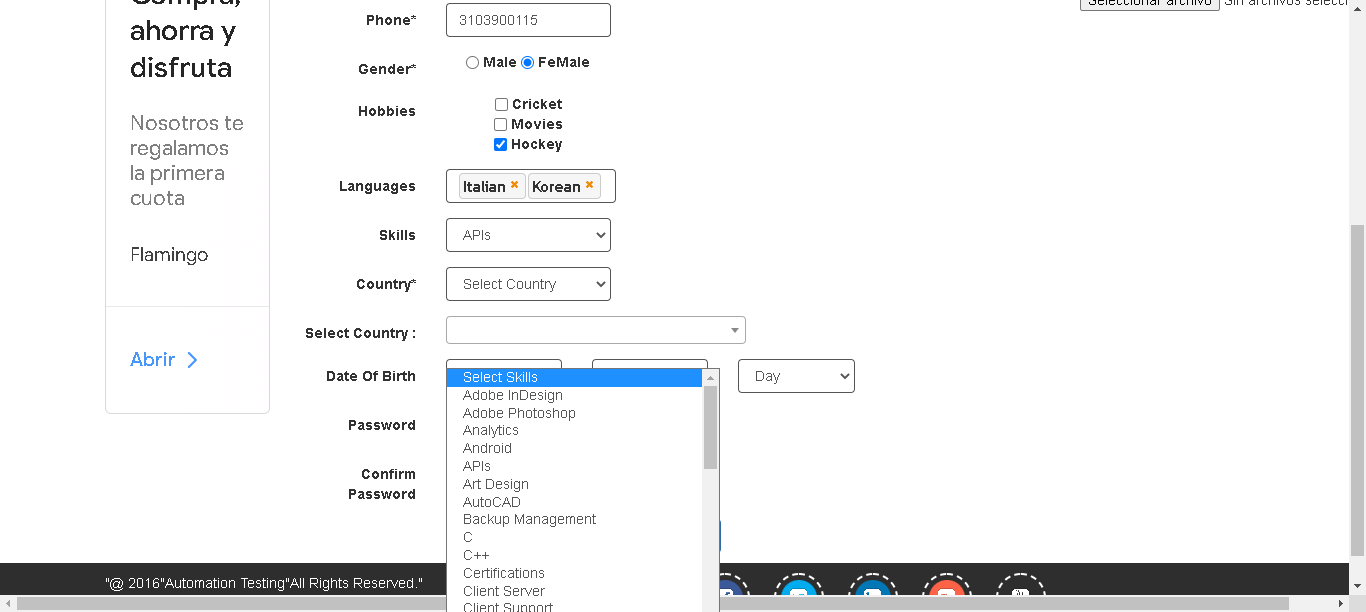 Compra,
ahorra y
disfruta
Nosotros te
regalamos
la primera
cuota
Flamingo
Abrir
Phone* 3103900115
Seleccionar archivo Sin archivos selecci
Gender* Male FeMale
Hobbies Cricket
Movies
Hockey
Languages Italian × Korean ×
Skills APIs
Country* Select Country
Select Country :
Date Of Birth Day
Password
Confirm
Password
Select Skills
Adobe InDesign
Adobe Photoshop
Analytics
Android
APIs
Art Design
AutoCAD
Backup Management
C
C++
Certifications
Client Server
Client Support
"@ 2016"Automation Testing"All Rights Reserved."